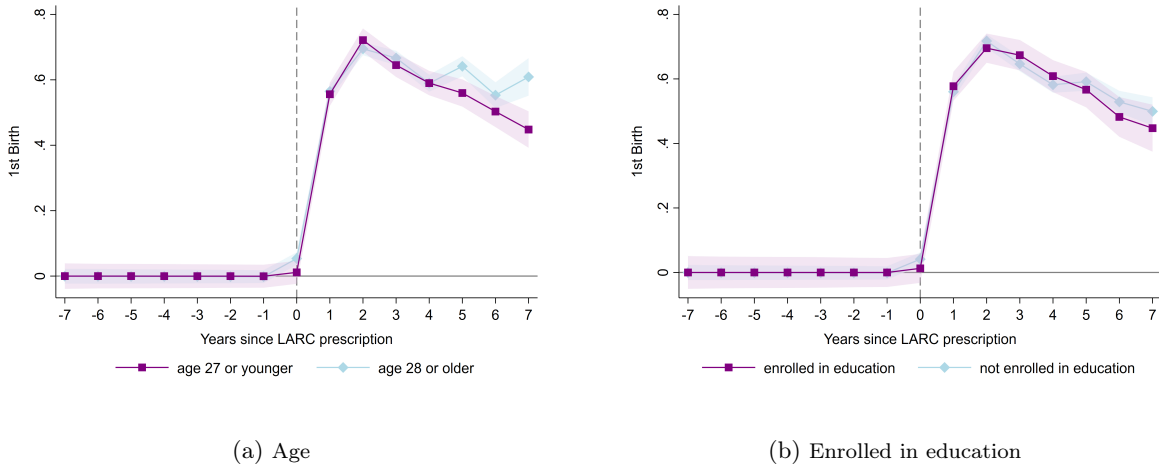 .8
.6
.4
.2
0
1st Birth
-7 -6 -5 -4 -3 -2 -1 0 1 2 3 4 5 6 7
Years since LARC prescription
age 27 or younger age 28 or older
(a) Age
.8
.6
.4
.2
0
1st Birth
-7 -6 -5 -4 -3 -2 -1 0 1 2 3 4 5 6 7
Years since LARC prescription
enrolled in education not enrolled in education
(b) Enrolled in education